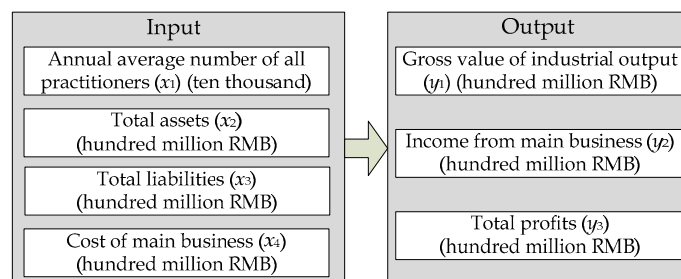 Input
Annual average number of all
practitioners (x1) (ten thousand)
Total assets (x2)
(hundred million RMB)
Total liabilities (x3)
(hundred million RMB)
Cost of main business (x4)
(hundred million RMB)
Output
Gross value of industrial output
(y1) (hundred million RMB)
Income from main business (y2)
(hundred million RMB)
Total profits (y3)
(hundred million RMB)